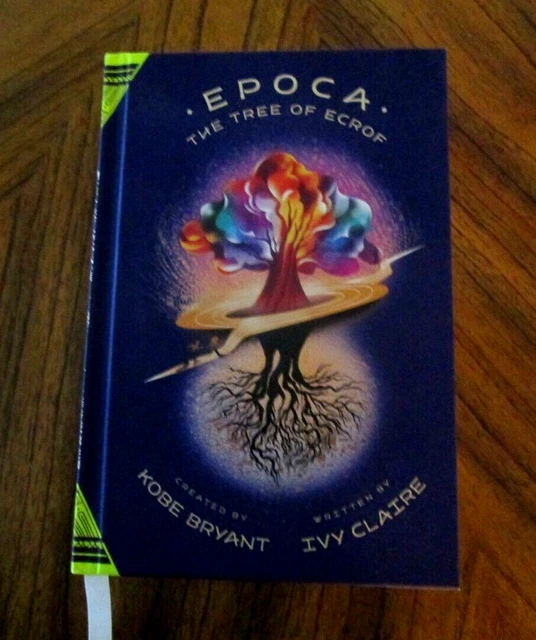 • EPOCA •
THE TREE OF ECROF
CREATED BY
KOBE BRYANT
WRITTEN BY
IVY CLAIRE